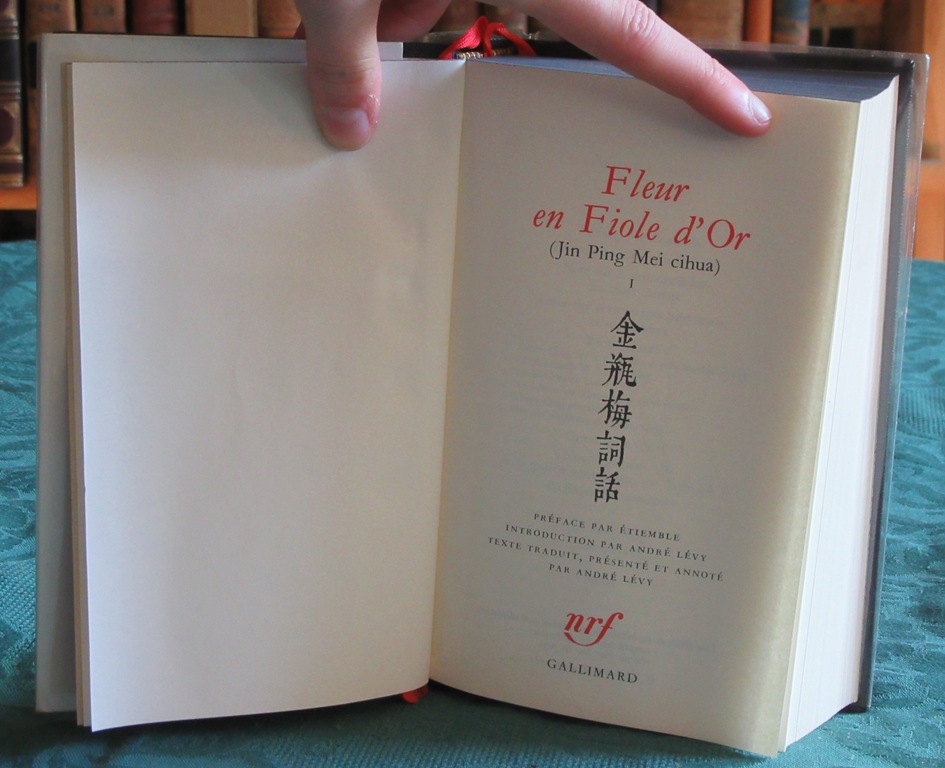 Fleur
en Fiole d'Or
(Jin Ping Mei cihua)
I
金瓶梅詞話
PRÉFACE PAR ÉTIEMBLE
INTRODUCTION PAR ANDRÉ LÉVY
TEXTE TRADUIT, PRÉSENTÉ ET ANNOTÉ
PAR ANDRÉ LÉVY
nrf
GALLIMARD